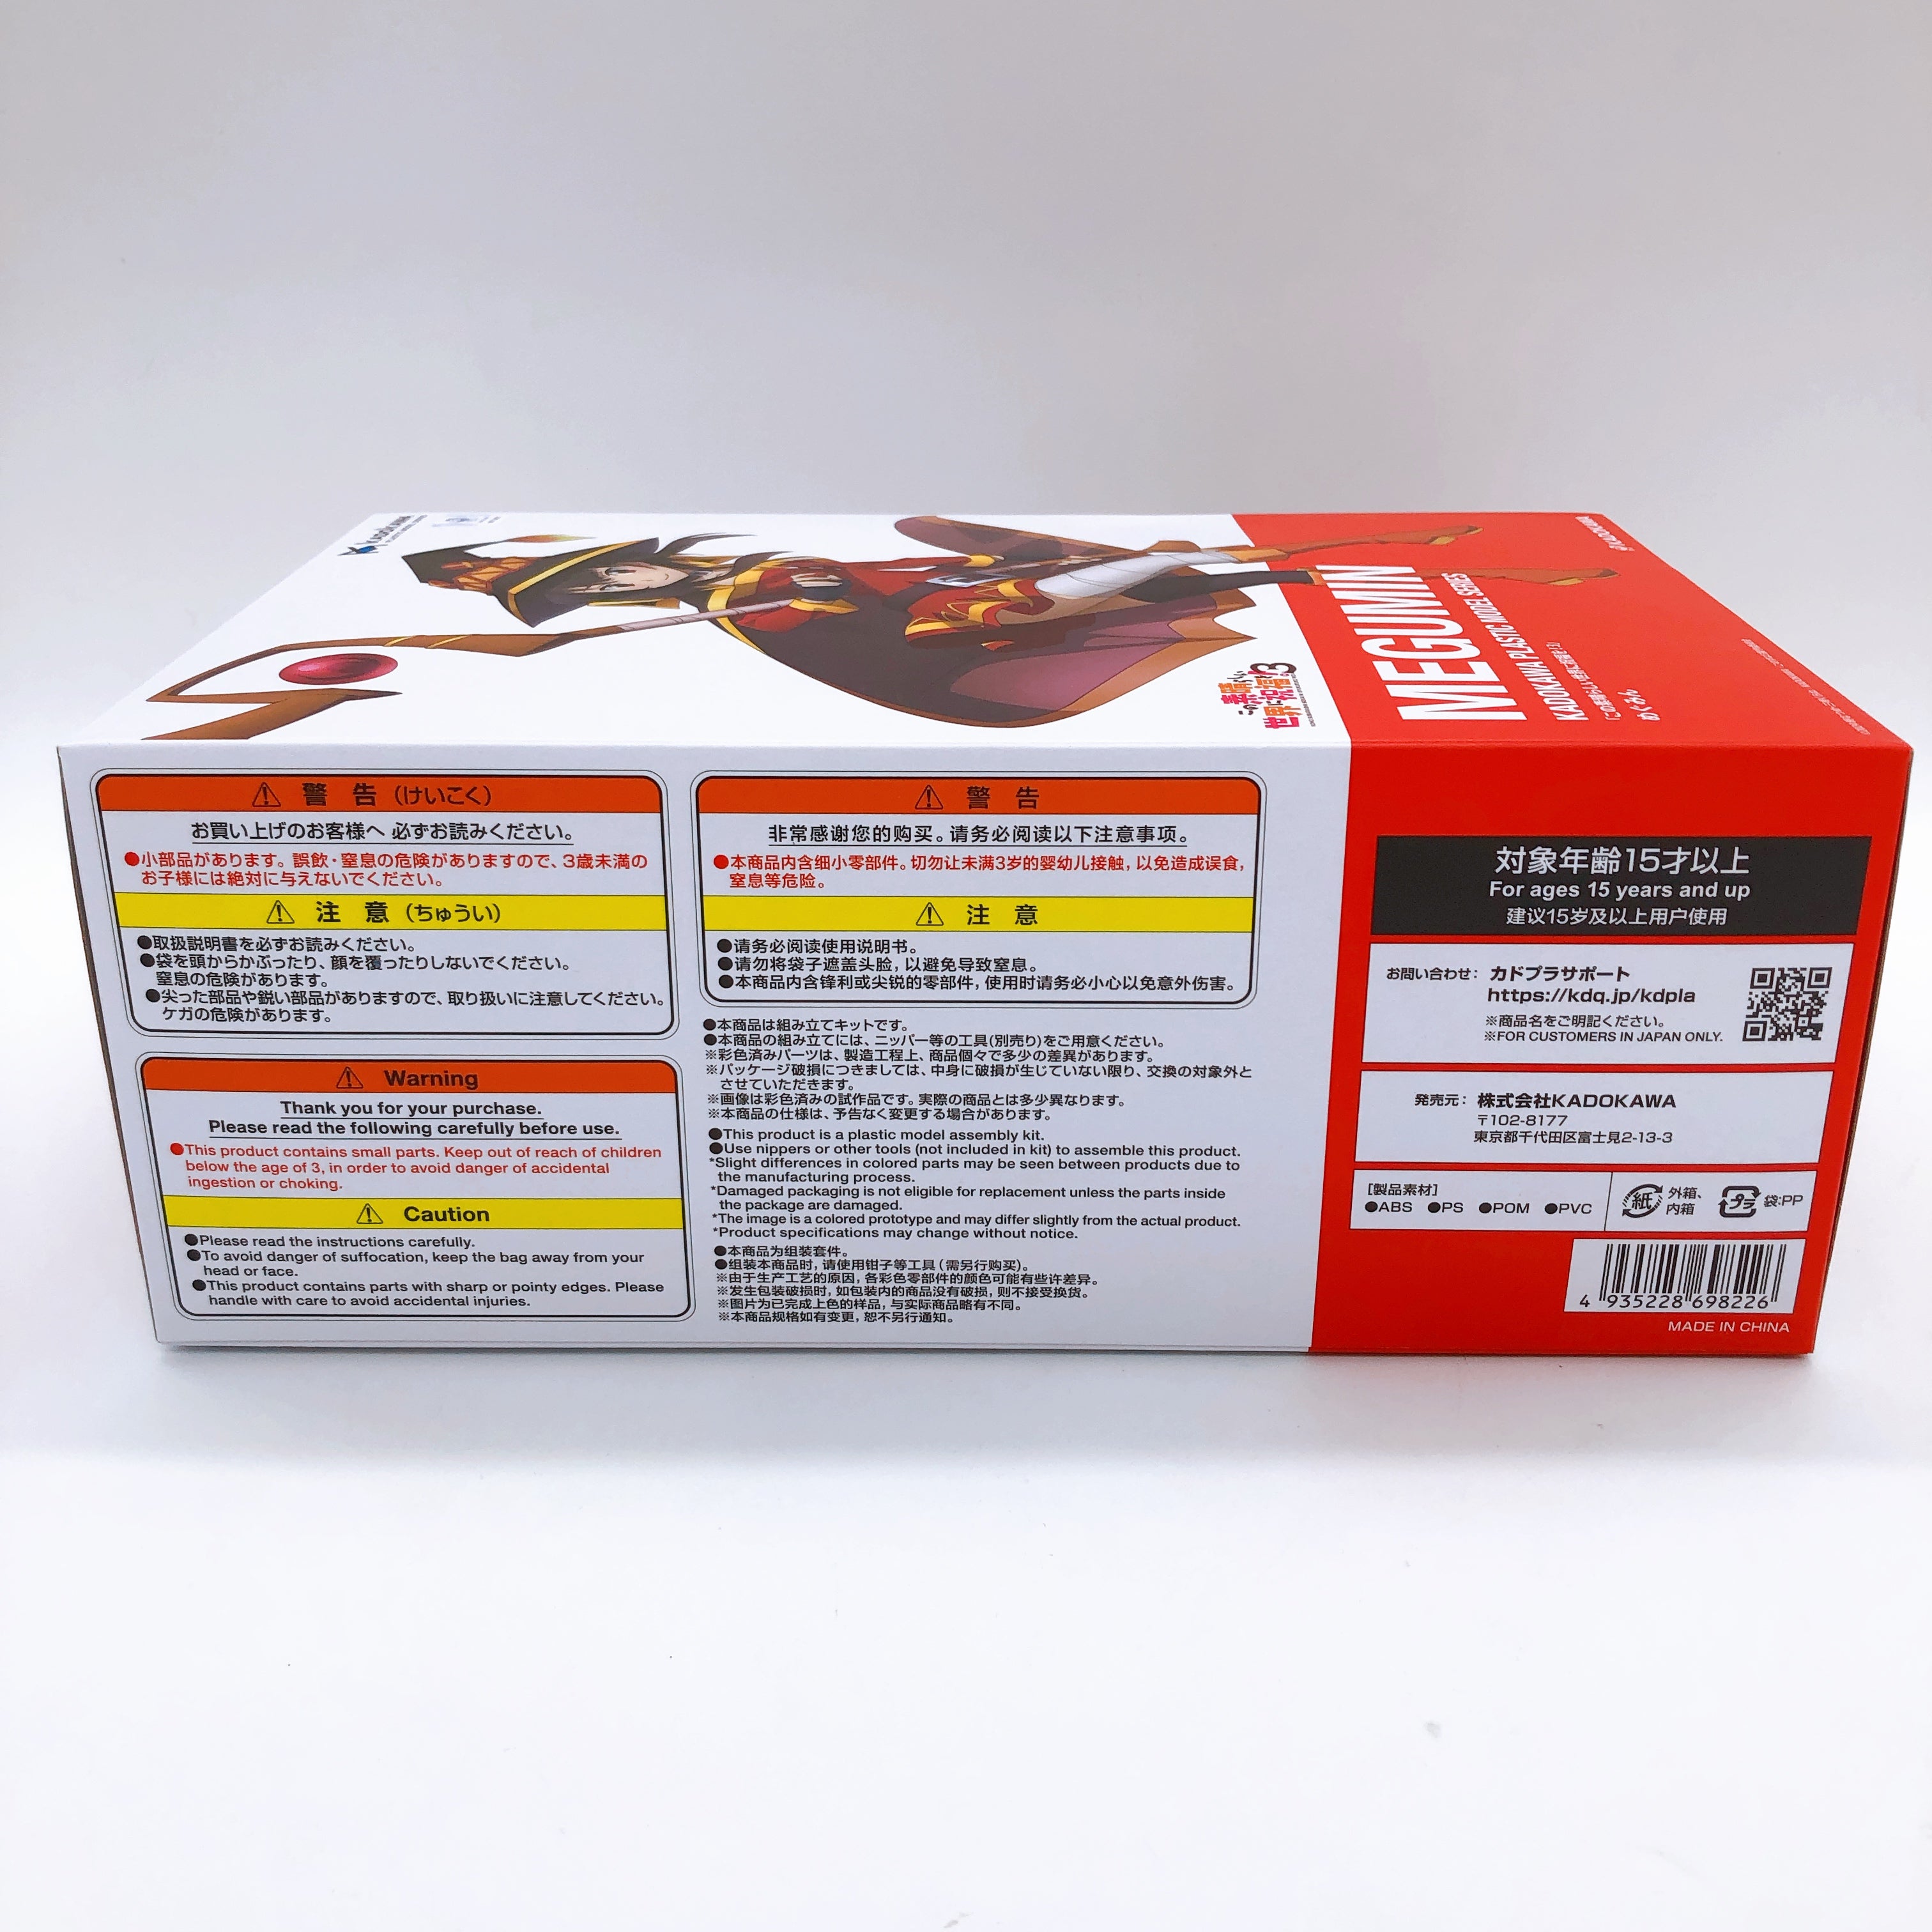 kadokawa
KADOKAWA
この素晴らしい
世界に祝福を!
3
MEGUMIN
KADOKAWA PLASTIC MODEL SERIES
『この素晴らしい世界に祝福を!3』
めぐみん
警 告 (けいこく)
お買い上げのお客様へ 必ずお読みください。
●小部品があります。誤飲・窒息の危険がありますので、3歳未満の
お子様には絶対に与えないでください。
注 意 (ちゅうい)
●取扱説明書を必ずお読みください。
●袋を頭からかぶったり、顔を覆ったりしないでください。
窒息の危険があります。
●尖った部品や鋭い部品がありますので、取り扱いに注意してください。
ケガの危険があります。
Warning
Thank you for your purchase.
Please read the following carefully before use.
●This product contains small parts. Keep out of reach of children
below the age of 3, in order to avoid danger of accidental
ingestion or choking.
Caution
●Please read the instructions carefully.
●To avoid danger of suffocation, keep the bag away from your
head or face.
●This product contains parts with sharp or pointy edges. Please
handle with care to avoid accidental injuries.
警 告
非常感谢您的购买。请务必阅读以下注意事项。
●本商品内含细小零部件。切勿让未满3岁的婴幼儿接触，以免造成误食，
窒息等危险。
注 意
●请务必阅读使用说明书。
●请勿将袋子遮盖头脸，以避免导致窒息。
●本商品内含锋利或尖锐的零部件，使用时请务必小心以免意外伤害。
●本商品は組み立てキットです。
●本商品の組み立てには、ニッパー等の工具(別売り)をご用意ください。
※彩色済みパーツは、製造工程上、商品個々で多少の差異があります。
※パッケージ破損につきましては、中身に破損が生じていない限り、交換の対象外と
させていただきます。
※画像は彩色済みの試作品です。実際の商品とは多少異なります。
※本商品の仕様は、予告なく変更する場合があります。
●This product is a plastic model assembly kit.
●Use nippers or other tools (not included in kit) to assemble this product.
*Slight differences in colored parts may be seen between products due to
the manufacturing process.
*Damaged packaging is not eligible for replacement unless the parts inside
the package are damaged.
*The image is a colored prototype and may differ slightly from the actual product.
*Product specifications may change without notice.
●本商品为组装套件。
●组装本商品时，请使用钳子等工具（需另行购买）。
※由于生产工艺的原因，各彩色零部件的颜色可能有些许差异。
※发生包装破损时，如包装内的商品没有破损，则不接受换货。
※图片为已完成上色的样品，与实际商品略有不同。
※本商品规格如有变更，恕不另行通知。
対象年齢15才以上
For ages 15 years and up
建议15岁及以上用户使用
お問い合わせ：カドプラサポート
https://kdq.jp/kdpla
※商品名をご明記ください。
※FOR CUSTOMERS IN JAPAN ONLY.
発売元：株式会社KADOKAWA
〒102-8177
東京都千代田区富士見2-13-3
[製品素材]
●ABS ●PS ●POM ●PVC
紙 外箱、
内箱
プラ 袋:PP
4 935228 698226
MADE IN CHINA